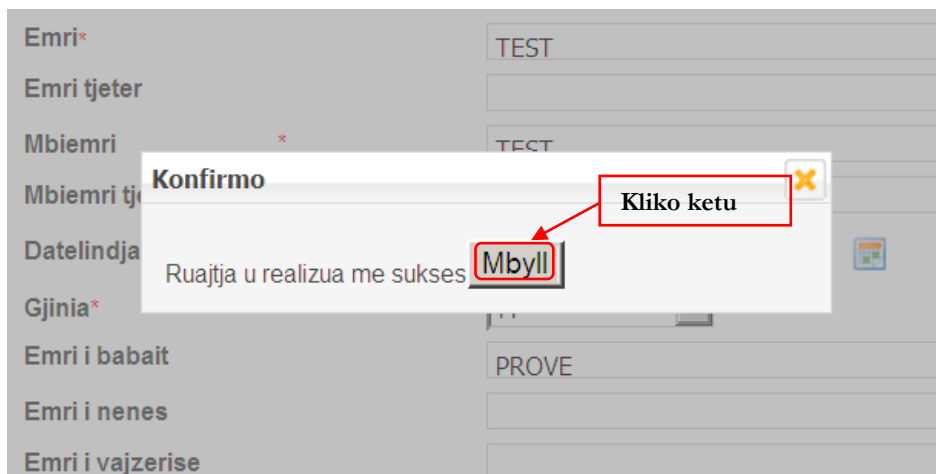 Emri* TEST
Emri tjeter
Mbiemri * TEST
Konfirmo
Mbiemri
Kliko ketu
Datelindja
Ruajtja u realizua me sukses Mbyll
Gjinia*
Emri i babait PROVE
Emri i nenes
Emri i vajzerise